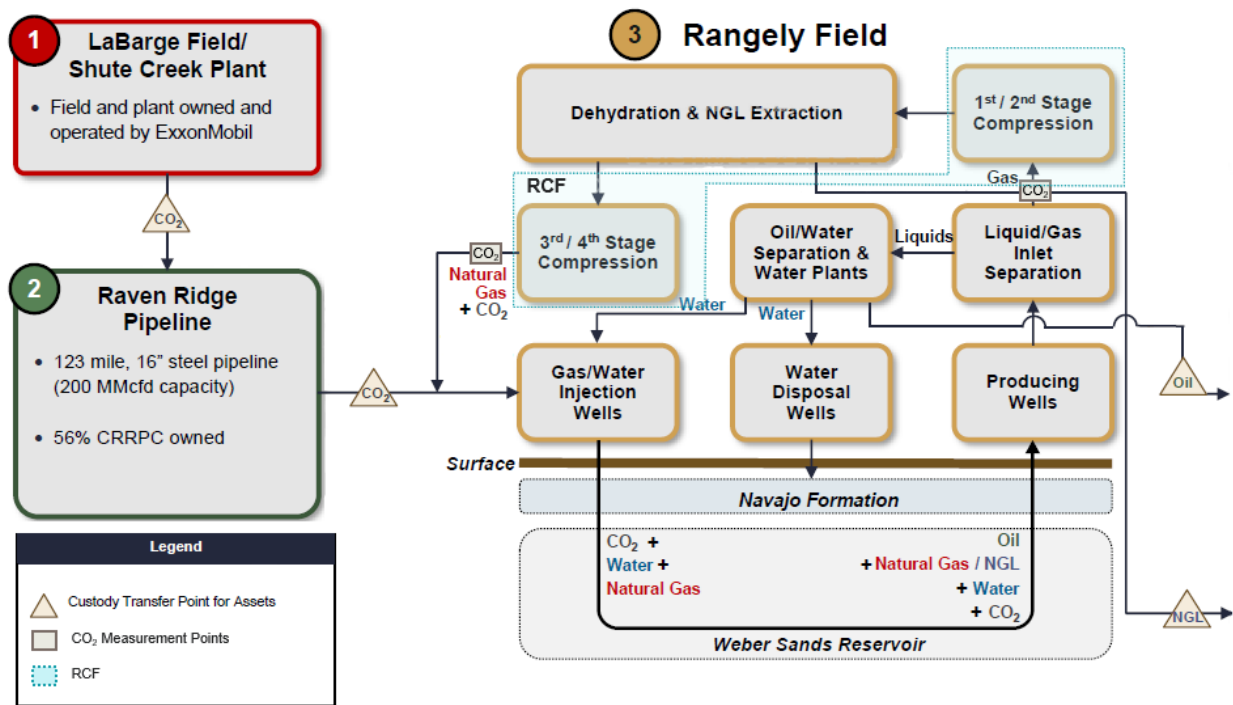 1
LaBarge Field/
Shute Creek Plant
• Field and plant owned and
operated by ExxonMobil
CO₂
2
Raven Ridge
Pipeline
• 123 mile, 16” steel pipeline
(200 MMcfd capacity)
• 56% CRRPC owned
CO₂
3 Rangely Field
Dehydration & NGL Extraction
1st / 2nd Stage
Compression
RCF
Gas
CO₂
3rd / 4th Stage
Compression
CO₂
Natural
Gas
+ CO₂
Oil/Water
Separation &
Water Plants
Liquids
Liquid/Gas
Inlet
Separation
Water
Water
Gas/Water
Injection
Wells
Water
Disposal
Wells
Producing
Wells
Oil
Surface
Navajo Formation
CO₂ +
Water +
Natural Gas
Oil
+ Natural Gas / NGL
+ Water
+ CO₂
Weber Sands Reservoir
NGL
Legend
Custody Transfer Point for Assets
CO₂ Measurement Points
RCF